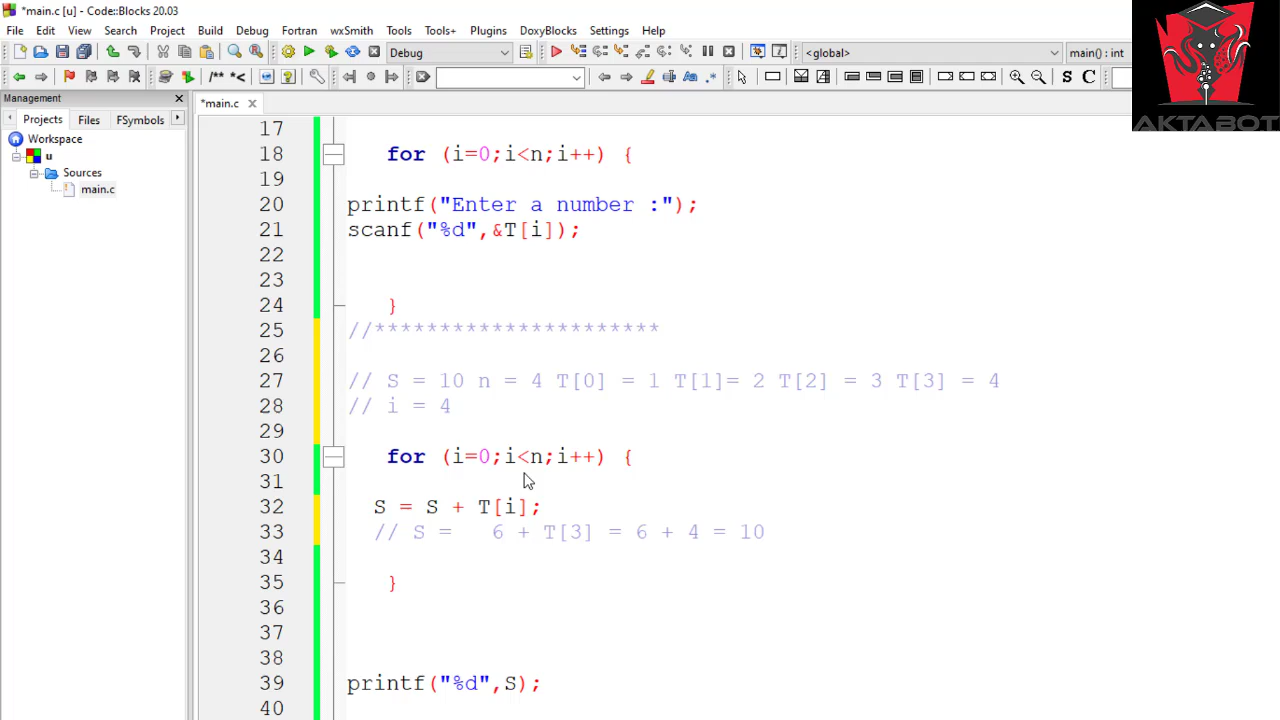 *main.c [u] - Code::Blocks 20.03
File Edit View Search Project Build Debug Fortran wxSmith Tools Tools+ Plugins DoxyBlocks Settings Help
Debug <global> main() : int
/** *< Aa .* S C
Management
Projects Files FSymbols
Workspace
u
Sources
main.c
*main.c
17
18 for (i=0;i<n;i++) {
19
20 printf("Enter a number :");
21 scanf("%d",&T[i]);
22
23
24 }
25 //**********************
26
27 // S = 10 n = 4 T[0] = 1 T[1]= 2 T[2] = 3 T[3] = 4
28 // i = 4
29
30 for (i=0;i<n;i++) {
31
32 S = S + T[i];
33 // S =   6 + T[3] = 6 + 4 = 10
34
35 }
36
37
38
39 printf("%d",S);
40
AKTABOT